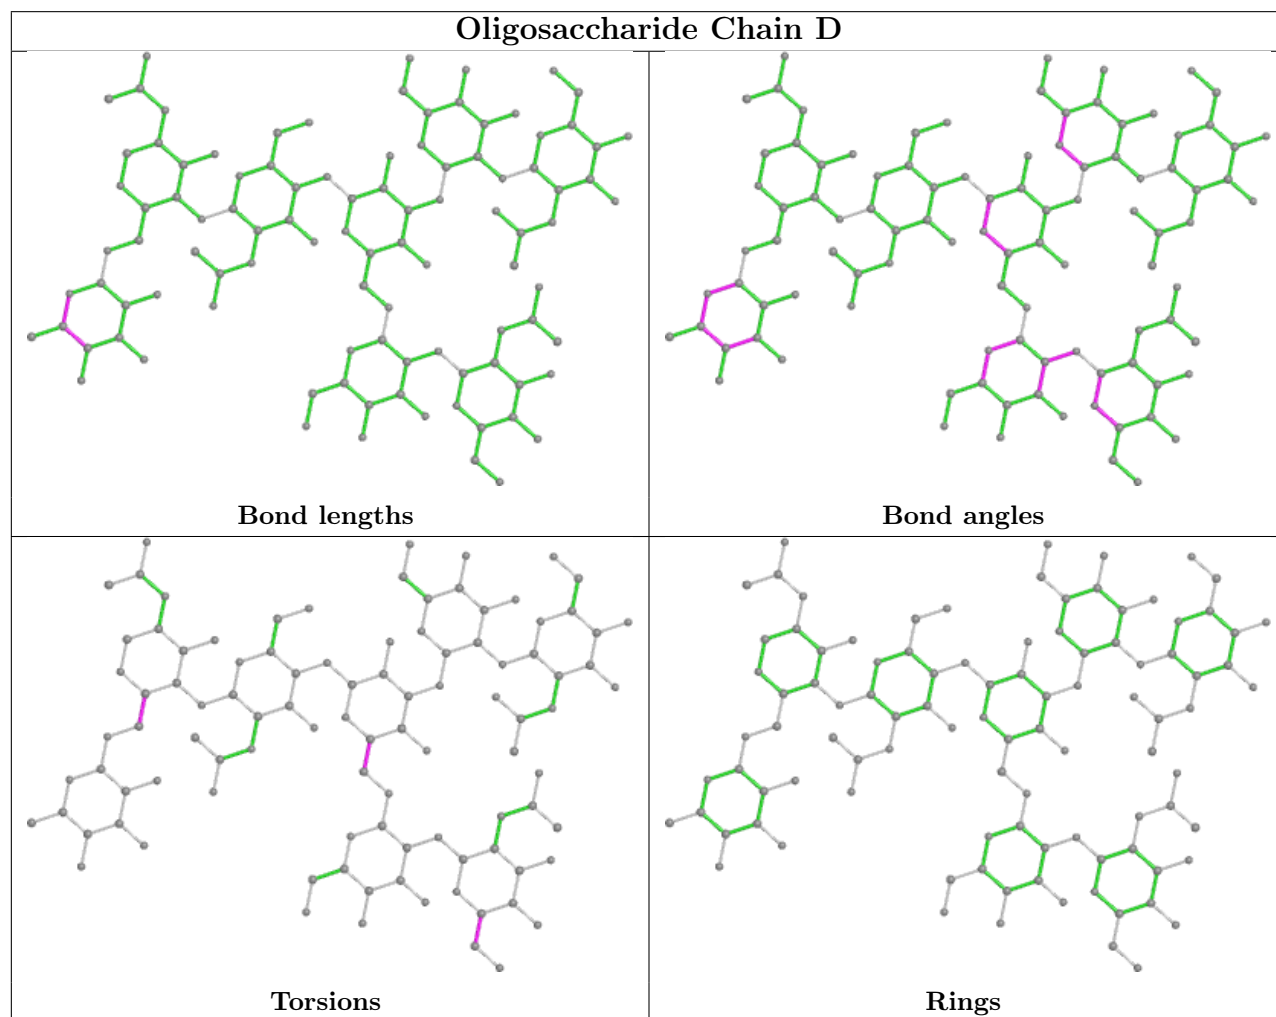 Oligosaccharide Chain D
Bond lengths
Bond angles
Torsions
Rings